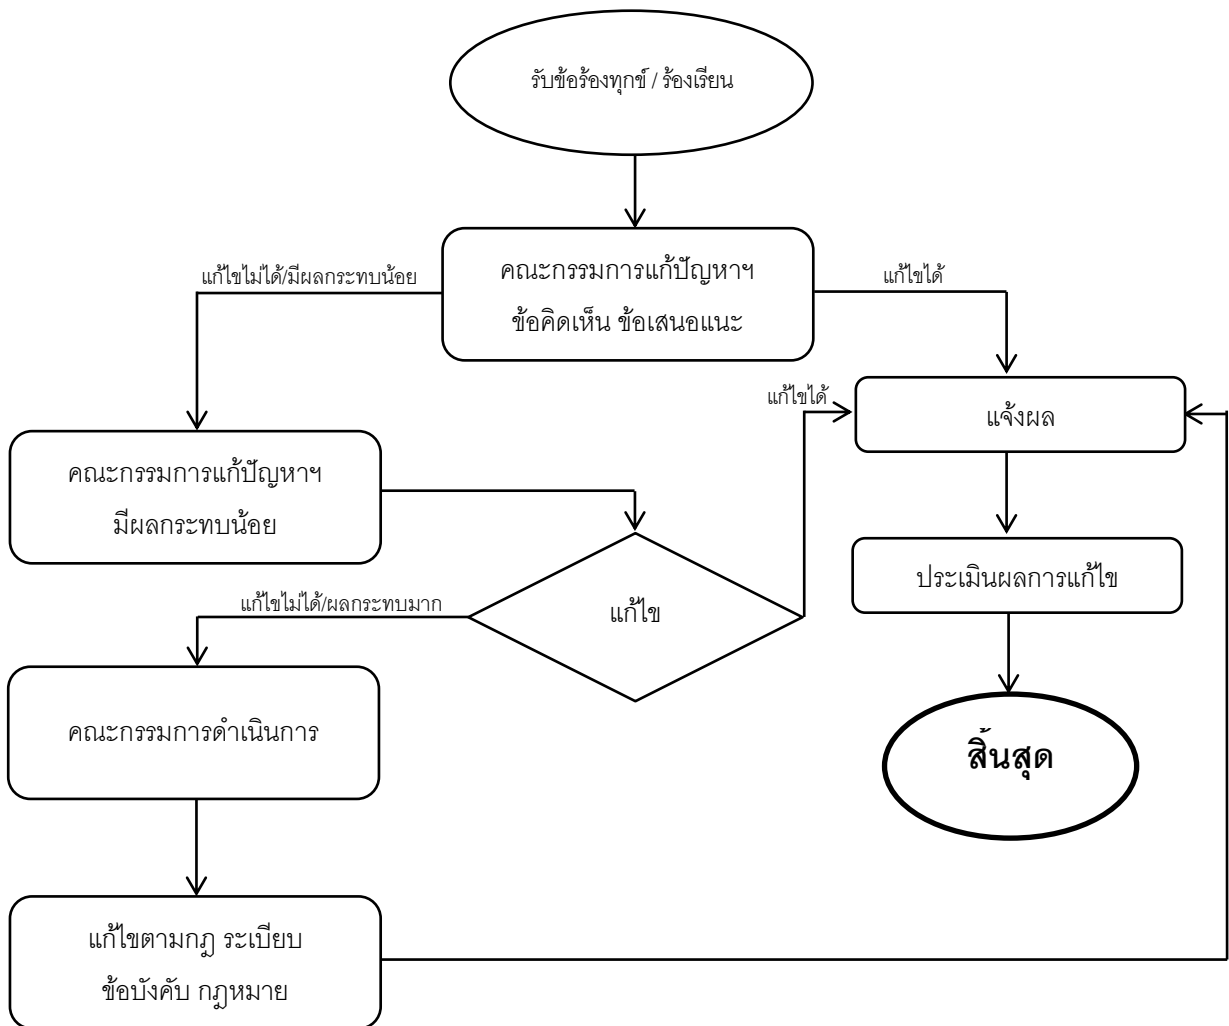 รับข้อร้องทุกข์ / ร้องเรียน
แก้ไขไม่ได้/มีผลกระทบน้อย
คณะกรรมการแก้ปัญหาฯ
ข้อคิดเห็น ข้อเสนอแนะ
แก้ไขได้
แก้ไขได้
แจ้งผล
คณะกรรมการแก้ปัญหาฯ
มีผลกระทบน้อย
ประเมินผลการแก้ไข
แก้ไขไม่ได้/ผลกระทบมาก
แก้ไข
คณะกรรมการดำเนินการ
สิ้นสุด
แก้ไขตามกฎ ระเบียบ
ข้อบังคับ กฎหมาย